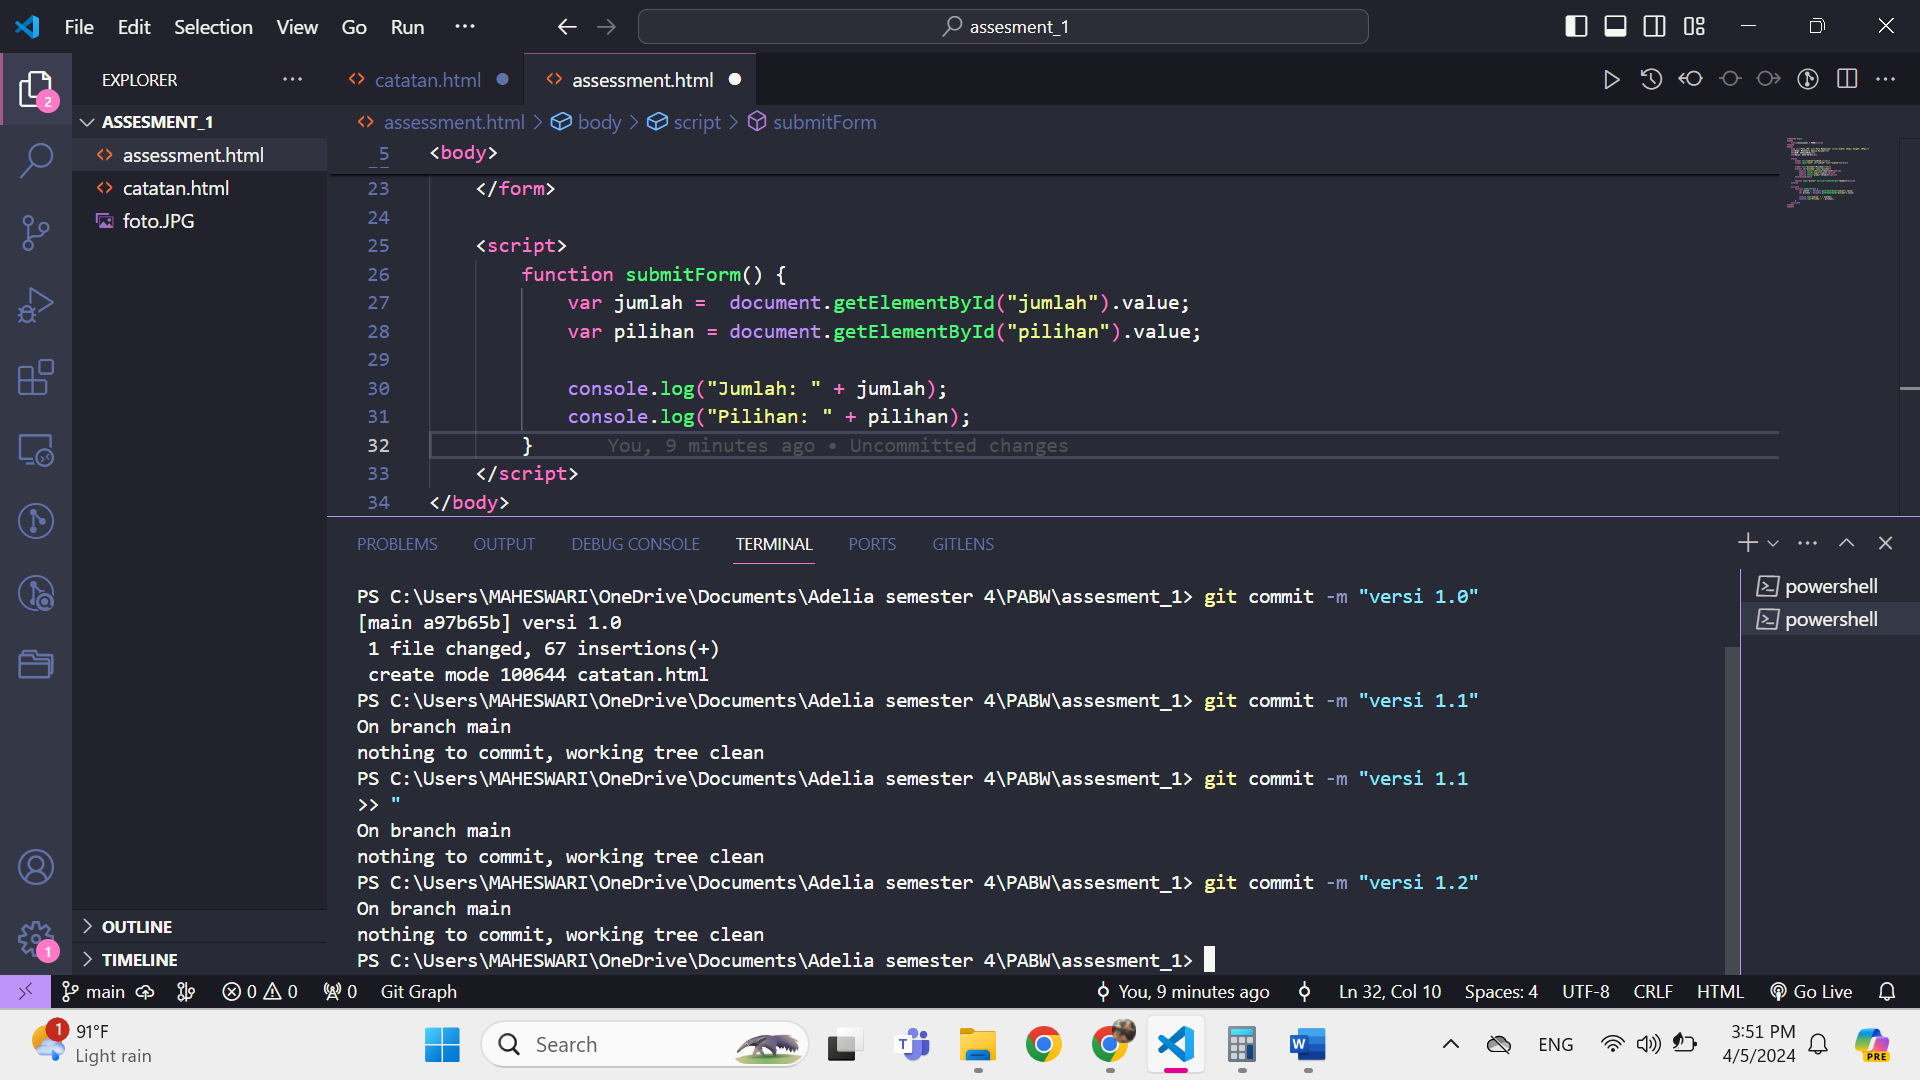 File Edit Selection View Go Run ···
assesment_1
EXPLORER
2
ASSESMENT_1
assessment.html
catatan.html
foto.JPG
OUTLINE
TIMELINE
1
catatan.html
assessment.html
assessment.html > body > script > submitForm
5 <body>
23 </form>
24
25 <script>
26 function submitForm() {
27 var jumlah =  document.getElementById("jumlah").value;
28 var pilihan = document.getElementById("pilihan").value;
29
30 console.log("Jumlah: " + jumlah);
31 console.log("Pilihan: " + pilihan);
32 } You, 9 minutes ago • Uncommitted changes
33 </script>
34 </body>
PROBLEMS OUTPUT DEBUG CONSOLE TERMINAL PORTS GITLENS
powershell
powershell
PS C:\Users\MAHESWARI\OneDrive\Documents\Adelia semester 4\PABW\assesment_1> git commit -m "versi 1.0"
[main a97b65b] versi 1.0
1 file changed, 67 insertions(+)
create mode 100644 catatan.html
PS C:\Users\MAHESWARI\OneDrive\Documents\Adelia semester 4\PABW\assesment_1> git commit -m "versi 1.1"
On branch main
nothing to commit, working tree clean
PS C:\Users\MAHESWARI\OneDrive\Documents\Adelia semester 4\PABW\assesment_1> git commit -m "versi 1.1
>> "
On branch main
nothing to commit, working tree clean
PS C:\Users\MAHESWARI\OneDrive\Documents\Adelia semester 4\PABW\assesment_1> git commit -m "versi 1.2"
On branch main
nothing to commit, working tree clean
PS C:\Users\MAHESWARI\OneDrive\Documents\Adelia semester 4\PABW\assesment_1>
main 0 0 0 Git Graph You, 9 minutes ago Ln 32, Col 10 Spaces: 4 UTF-8 CRLF HTML Go Live
1 91°F
Light rain
Search
ENG
3:51 PM
4/5/2024
PRE